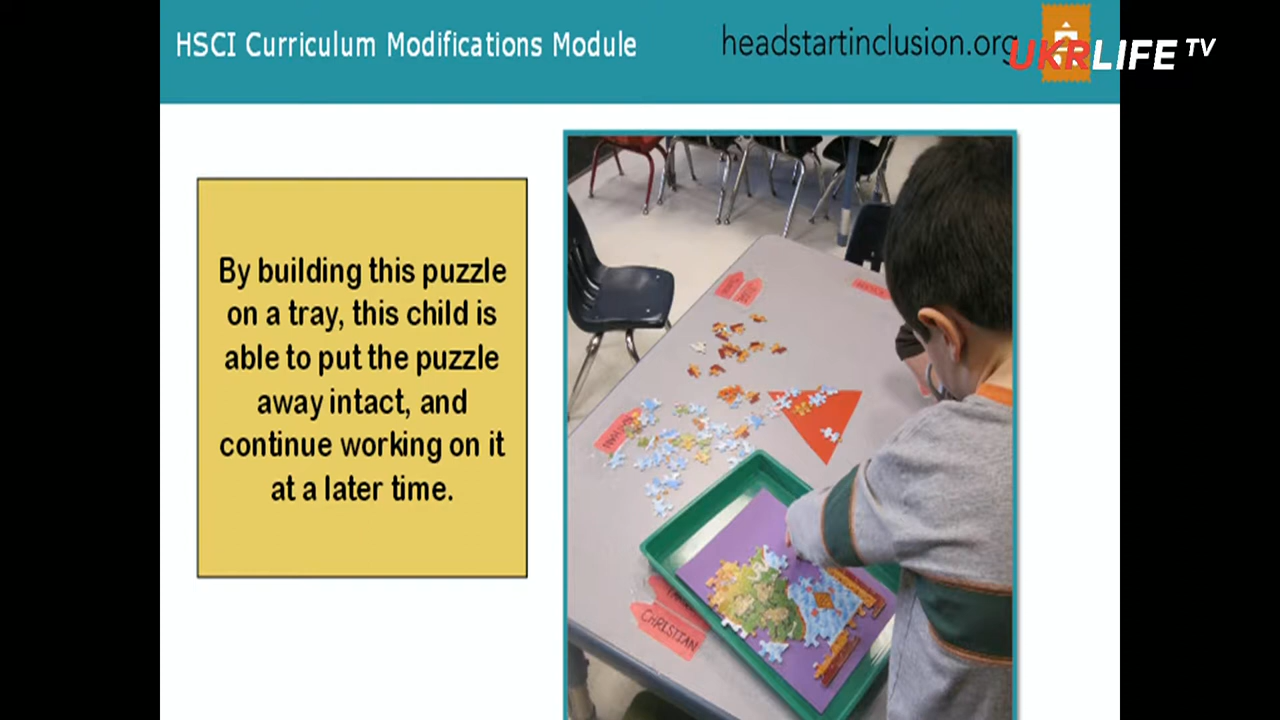 HSCI Curriculum Modifications Module
headstartinclusion.org
UKRLIFE TV
By building this puzzle
on a tray, this child is
able to put the puzzle
away intact, and
continue working on it
at a later time.
CHRISTIAN